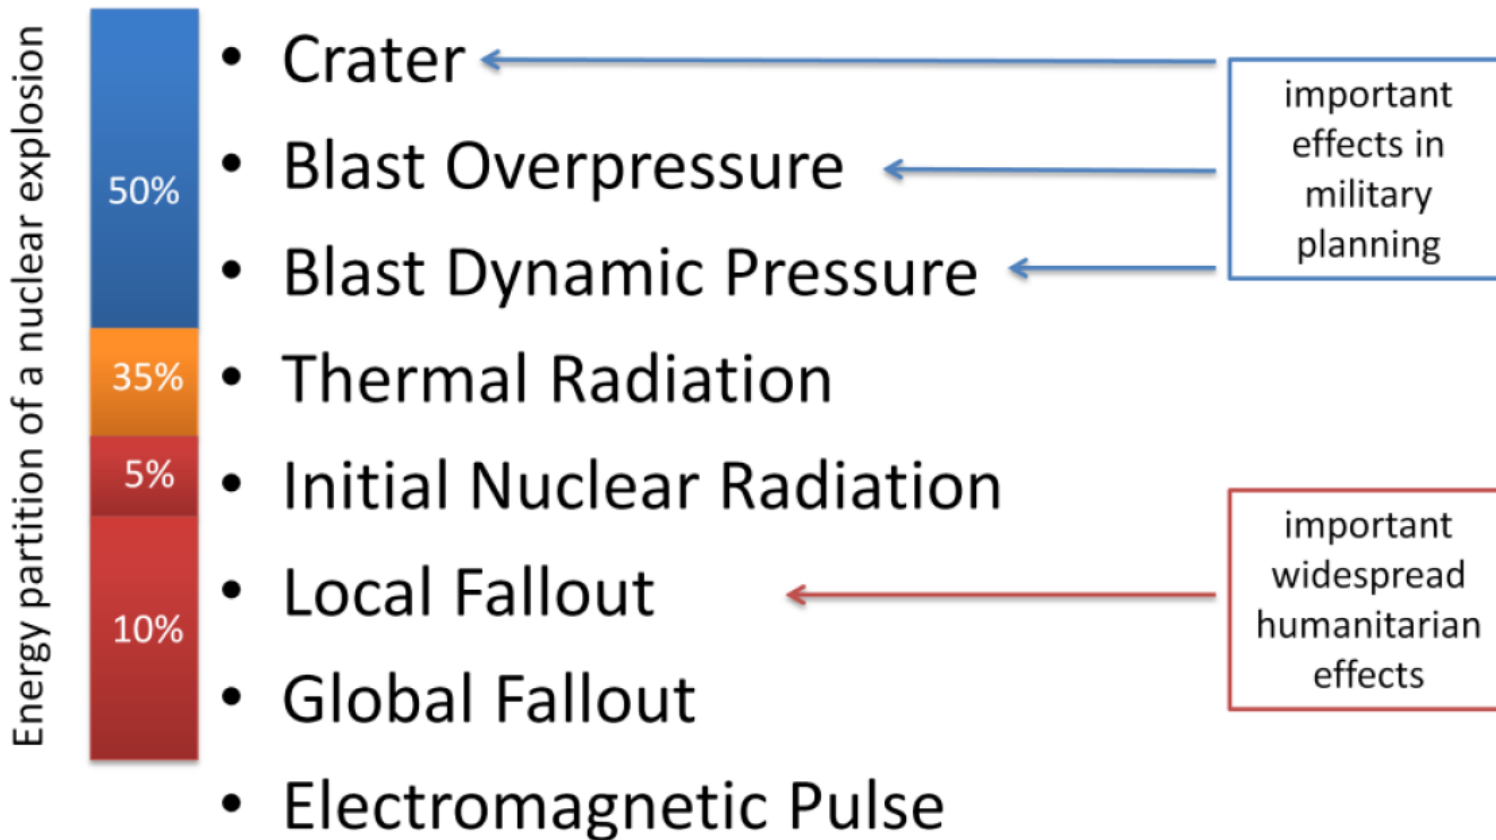 Energy partition of a nuclear explosion
50%
35%
5%
10%
• Crater
• Blast Overpressure
• Blast Dynamic Pressure
• Thermal Radiation
• Initial Nuclear Radiation
• Local Fallout
• Global Fallout
• Electromagnetic Pulse
important
effects in
military
planning
important
widespread
humanitarian
effects